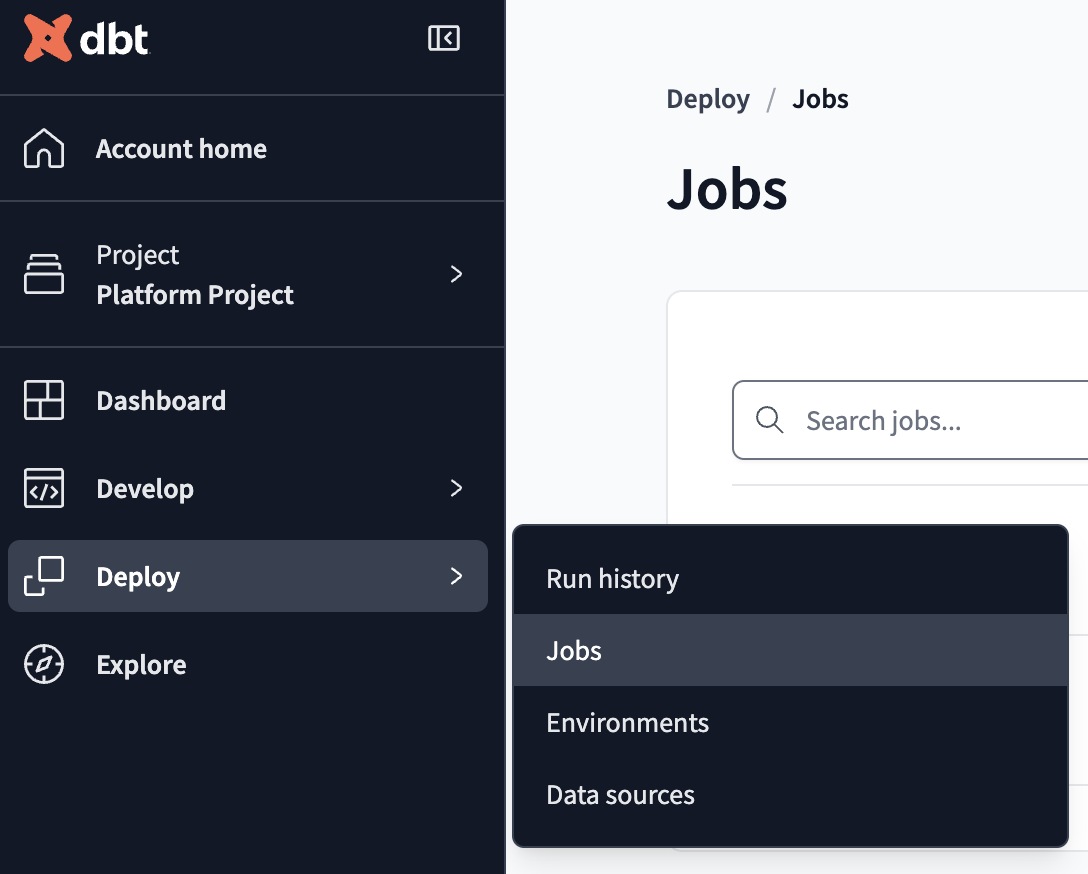 dbt
Account home
Project
Platform Project
Dashboard
Develop
Deploy
Explore
Deploy / Jobs
Jobs
Search jobs...
Run history
Jobs
Environments
Data sources